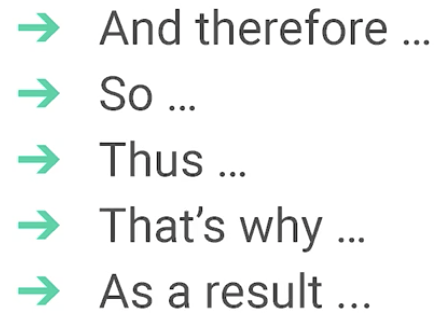 ➔ And therefore ...
➔ So ...
➔ Thus ...
➔ That’s why ...
➔ As a result ...